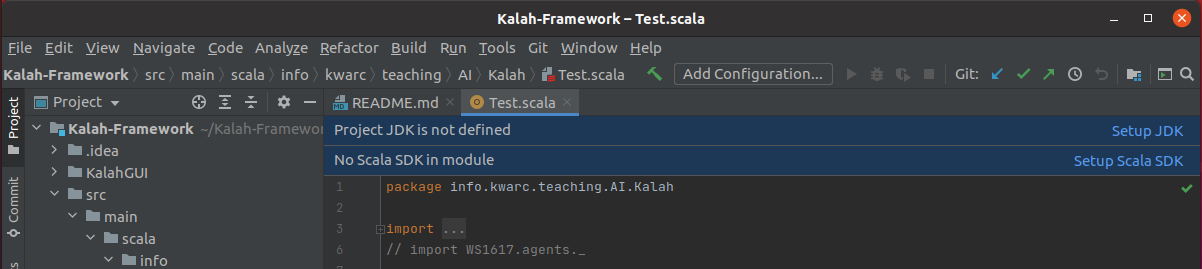 Kalah-Framework – Test.scala
File Edit View Navigate Code Analyze Refactor Build Run Tools Git Window Help
Kalah-Framework src main scala info kwarc teaching AI Kalah Test.scala Add Configuration... Git:
Project
Project
README.md
Test.scala
Kalah-Framework ~/Kalah-Framewor
.idea
KalahGUI
src
main
scala
info
Commit
Project JDK is not defined Setup JDK
No Scala SDK in module Setup Scala SDK
1 package info.kwarc.teaching.AI.Kalah
2
3 import ...
6 // import WS1617.agents._